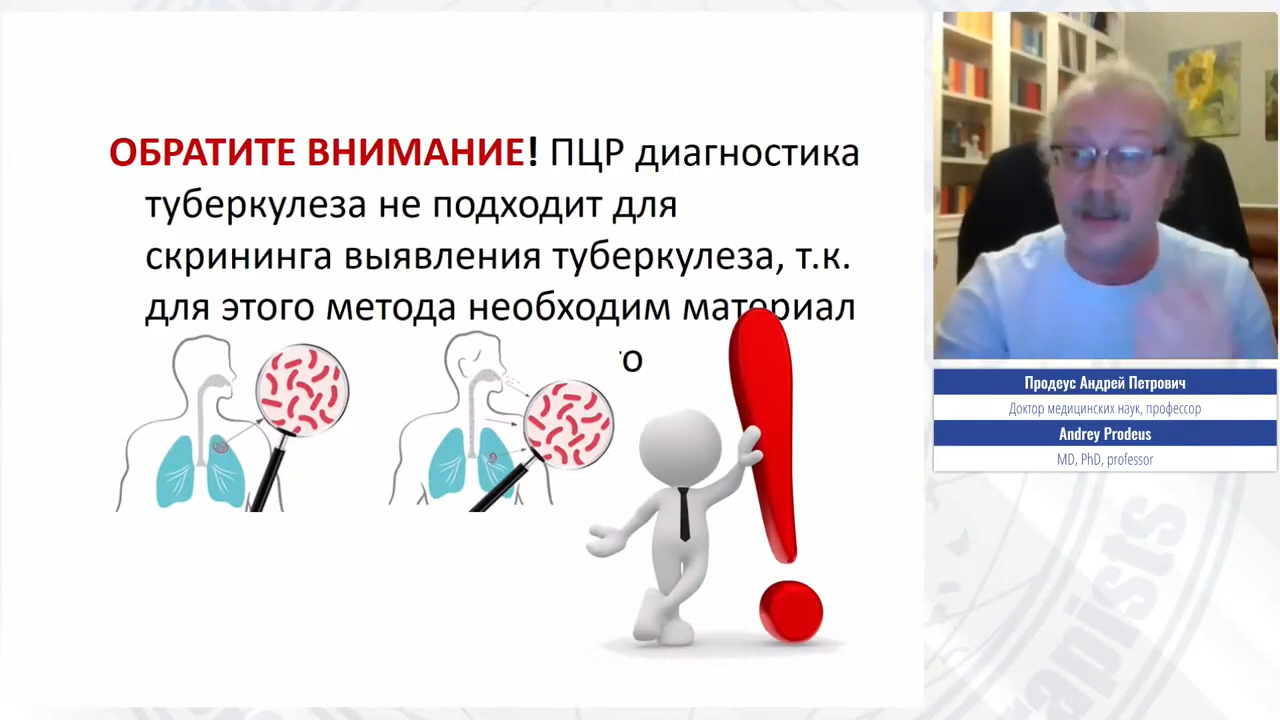 ОБРАТИТЕ ВНИМАНИЕ! ПЦР диагностика
туберкулеза не подходит для
скрининга выявления туберкулеза, т.к.
для этого метода необходим материал
Продеус Андрей Петрович
Доктор медицинских наук, профессор
Andrey Prodeus
MD, PhD, professor